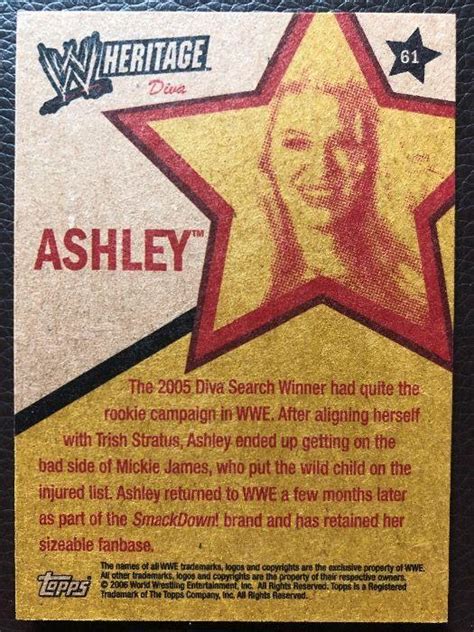 W HERITAGE™
61
Diva
ASHLEY™
The 2005 Diva Search Winner had quite the
rookie campaign in WWE. After aligning herself
with Trish Stratus, Ashley ended up getting on the
bad side of Mickie James, who put the wild child on the
injured list. Ashley returned to WWE a few months later
as part of the SmackDown! brand and has retained her
sizeable fanbase.
Topps
The names of all WWE trademarks, logos and copyrights are the exclusive property of WWE.
All other trademarks, logos and copyrights are the property of their respective owners.
© 2006 World Wrestling Entertainment, Inc. All Rights Reserved. Topps is a Registered
Trademark of The Topps Company, Inc. All Rights Reserved.